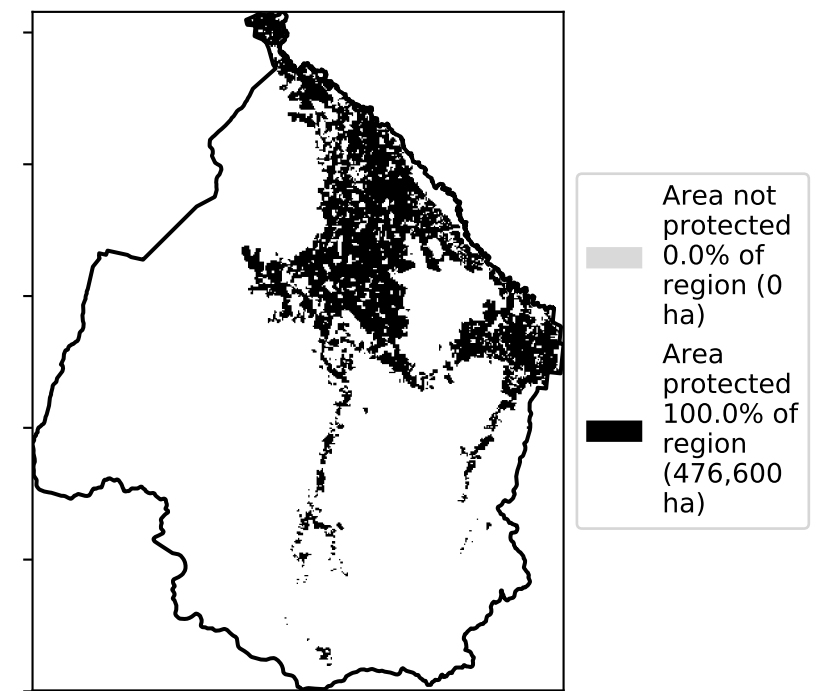 Area not
protected
0.0% of
region (0
ha)
Area
protected
100.0% of
region
(476,600
ha)